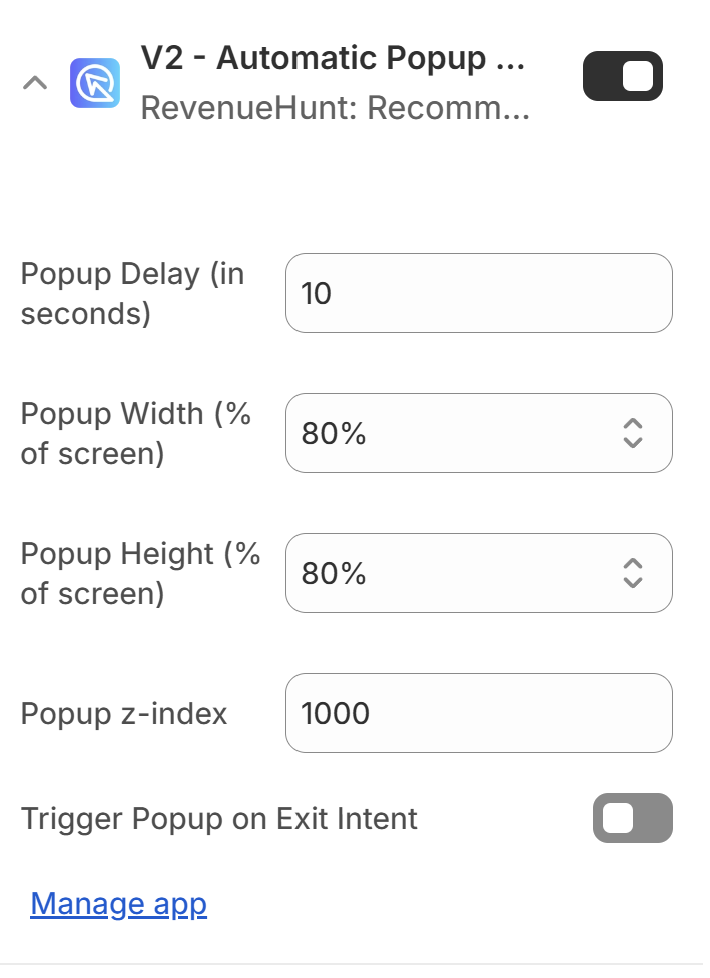 V2 - Automatic Popup ...
RevenueHunt: Recomm...
Popup Delay (in
seconds)
10
Popup Width (%
of screen)
80%
Popup Height (%
of screen)
80%
Popup z-index
1000
Trigger Popup on Exit Intent
Manage app